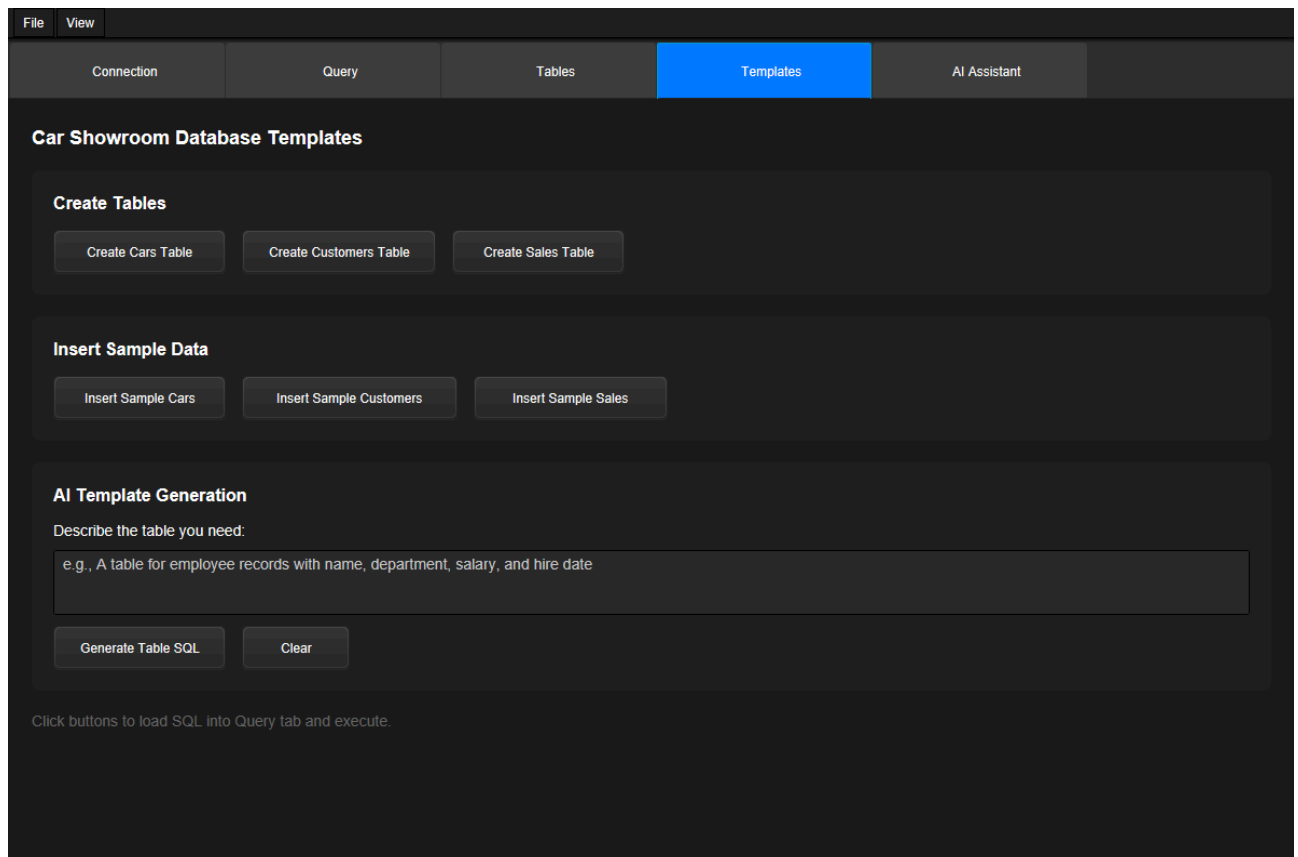 File View
Connection Query Tables Templates AI Assistant
Car Showroom Database Templates
Create Tables
Create Cars Table Create Customers Table Create Sales Table
Insert Sample Data
Insert Sample Cars Insert Sample Customers Insert Sample Sales
AI Template Generation
Describe the table you need:
e.g., A table for employee records with name, department, salary, and hire date
Generate Table SQL Clear
Click buttons to load SQL into Query tab and execute.